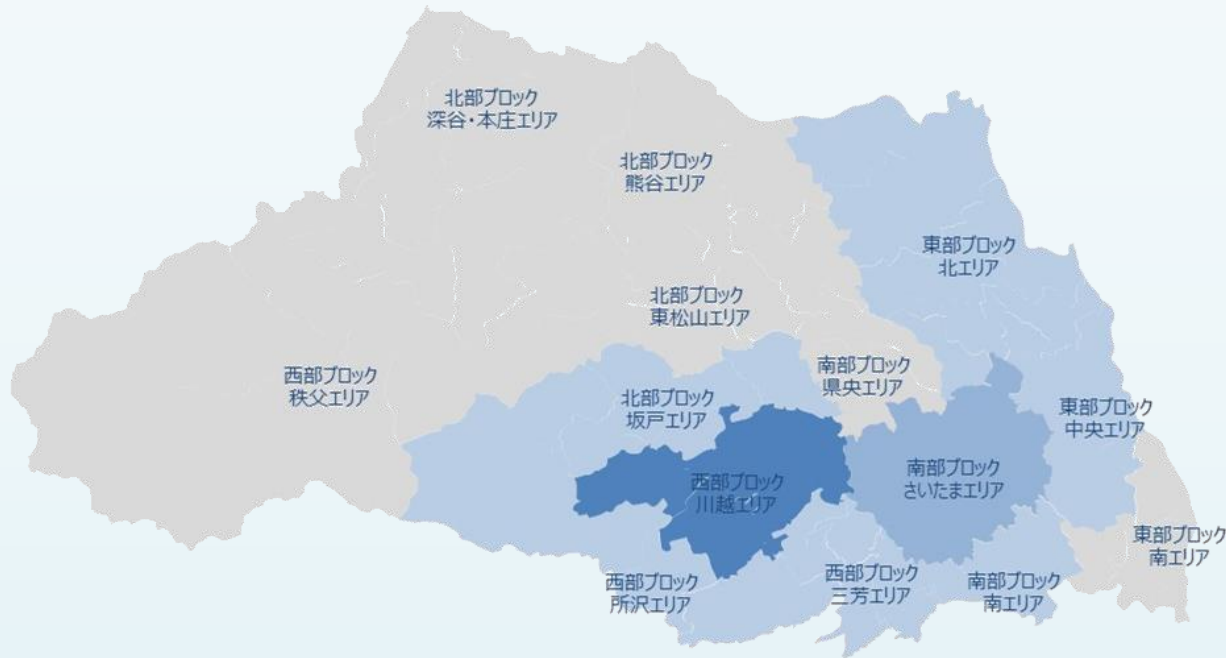 北部ブロック
深谷・本庄エリア
北部ブロック
熊谷エリア
東部ブロック
北エリア
北部ブロック
東松山エリア
西部ブロック
秩父エリア
南部ブロック
県央エリア
北部ブロック
坂戸エリア
東部ブロック
中央エリア
西部ブロック
川越エリア
南部ブロック
さいたまエリア
東部ブロック
南エリア
西部ブロック
所沢エリア
西部ブロック
三芳エリア
南部ブロック
南エリア